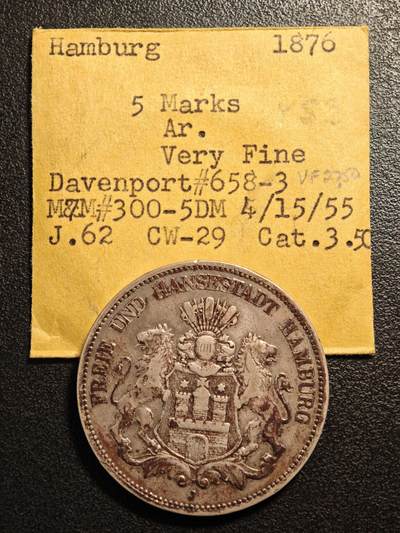 Hamburg 1876
5 Marks
Ar.
Very Fine
Davenport#658-3
M&M#300-5DM 4/15/55
J.62 CW-29 Cat.3.50
FREIE UND HANSESTADT HAMBURG
J